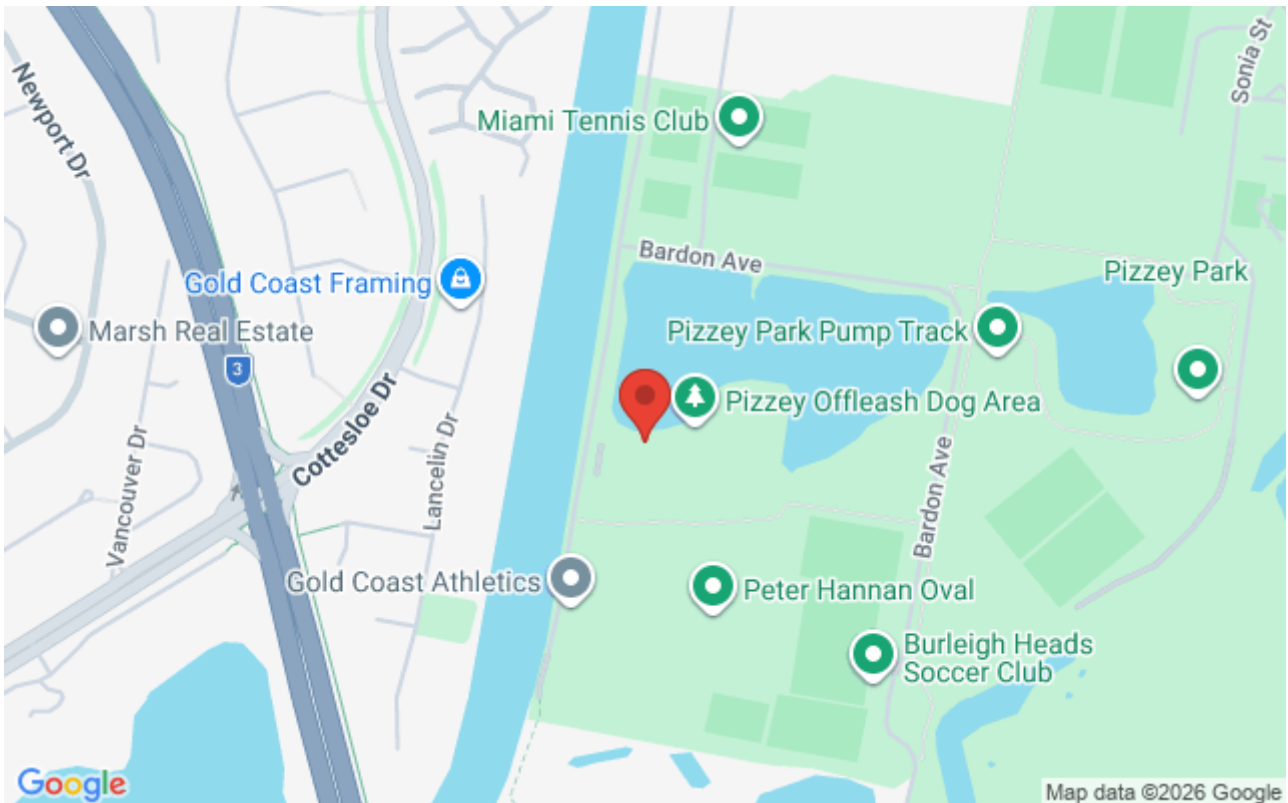 Newport Dr
Sonia St
Miami Tennis Club
Bardon Ave
Pizzey Park
Gold Coast Framing
Marsh Real Estate
Pizzey Park Pump Track
3
Cottesloe Dr
Pizzey Offleash Dog Area
Lancelin Dr
Vancouver Dr
Bardon Ave
Gold Coast Athletics
Peter Hannan Oval
Burleigh Heads
Soccer Club
Google
Map data ©2026 Google